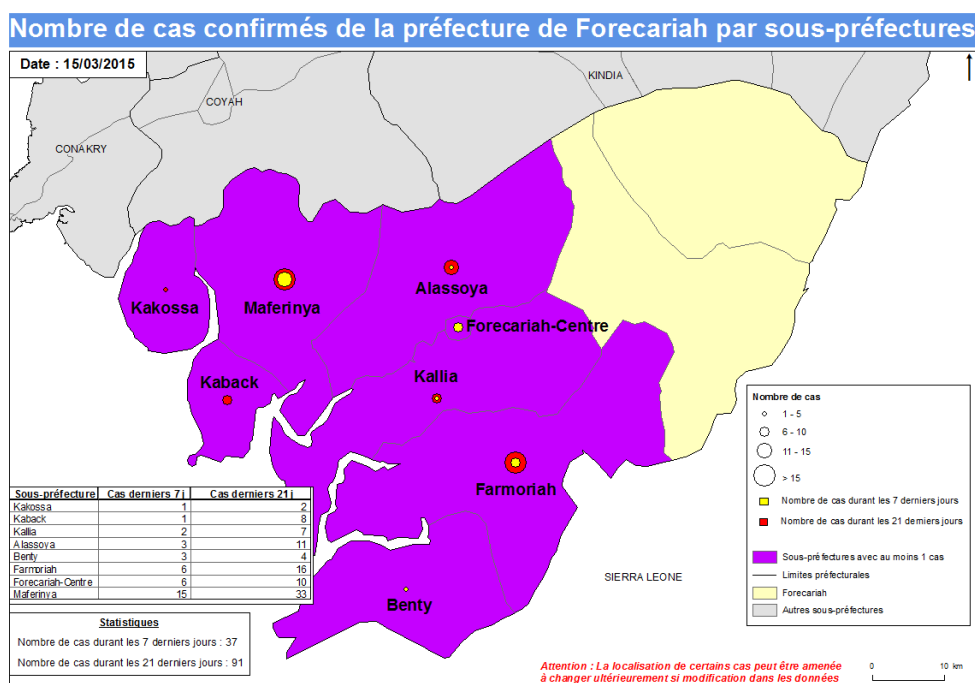 Nombre de cas confirmés de la préfecture de Forecariah par sous-préfectures
Date : 15/03/2015
KINDIA
COYAH
CONAKRY
Alassoya
Kakossa
Maferinya
Forecariah-Centre
Kallia
Kaback
Farmoriah
Benty
SIERRA LEONE
Sous-préfecture Cas derniers 7 j Cas derniers 21 j
Kakossa 1 2
Kaback 1 8
Kallia 2 7
Alassoya 3 11
Benty 3 4
Farmoriah 6 16
Forecariah-Centre 6 10
Maferinya 15 33
Statistiques
Nombre de cas durant les 7 derniers jours : 37
Nombre de cas durant les 21 derniers jours : 91
Nombre de cas
1 - 5
6 - 10
11 - 15
> 15
Nombre de cas durant les 7 derniers jours
Nombre de cas durant les 21 derniers jours
Sous-préfectures avec au moins 1 cas
Limites préfecturales
Forecariah
Autres sous-préfectures
Attention : La localisation de certains cas peut être amenée
à changer ultérieurement si modification dans les données
0 10 km